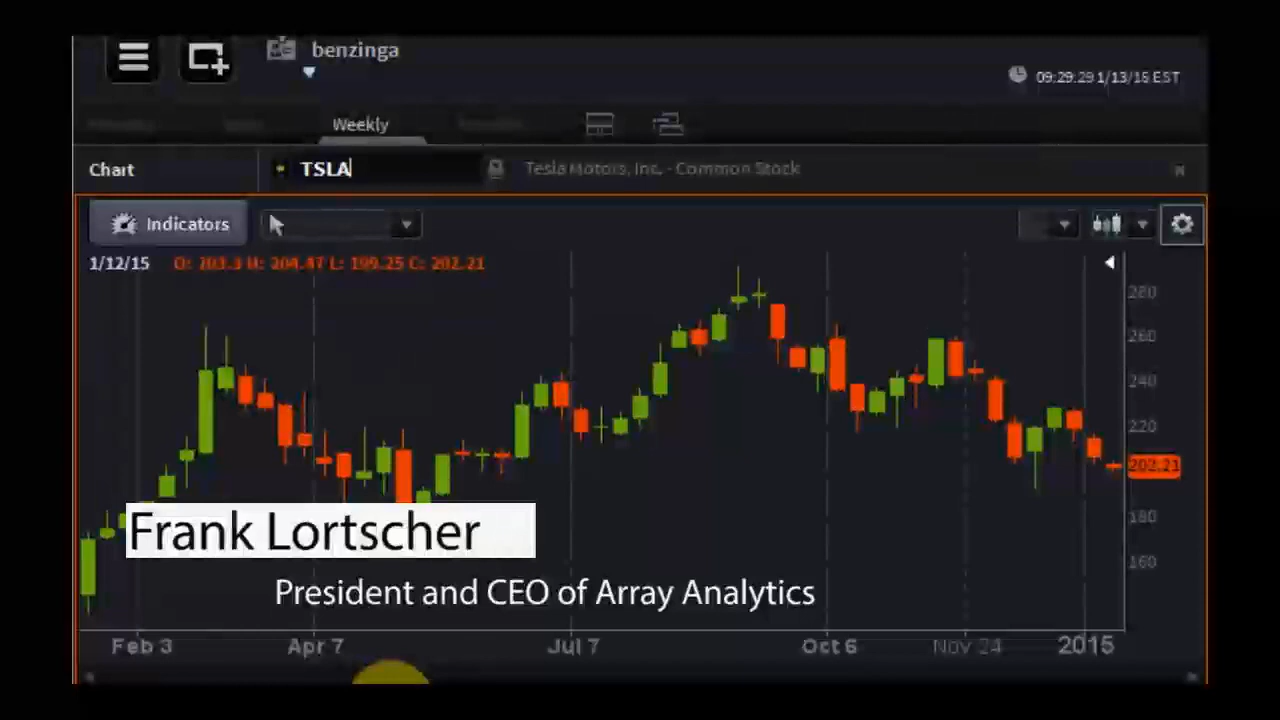 benzinga
09:29:29 1/13/15 EST
Weekly
Chart
TSLA
Tesla Motors, Inc. - Common Stock
Indicators
1/12/15 O: 203.3 H: 204.47 L: 199.25 C: 202.21
280
260
240
220
202.21
180
160
Frank Lortscher
President and CEO of Array Analytics
Feb 3 Apr 7 Jul 7 Oct 6 Nov 24 2015